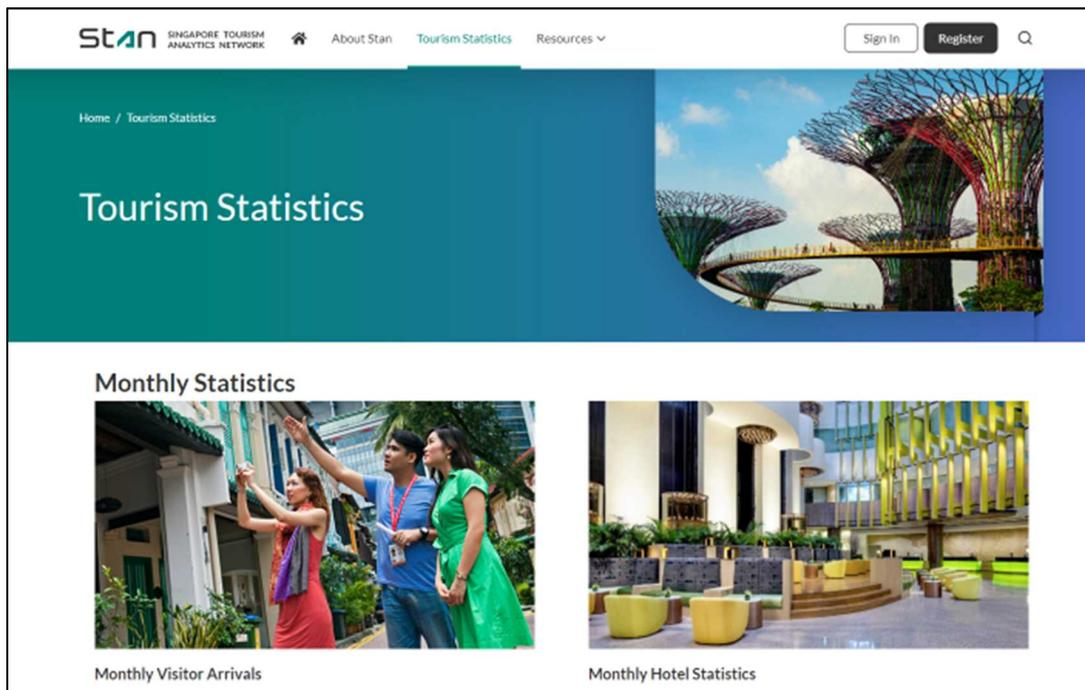 Stan SINGAPORE TOURISM
ANALYTICS NETWORK
About Stan Tourism Statistics Resources Sign In Register
Home / Tourism Statistics
Tourism Statistics
Monthly Statistics
Monthly Visitor Arrivals Monthly Hotel Statistics